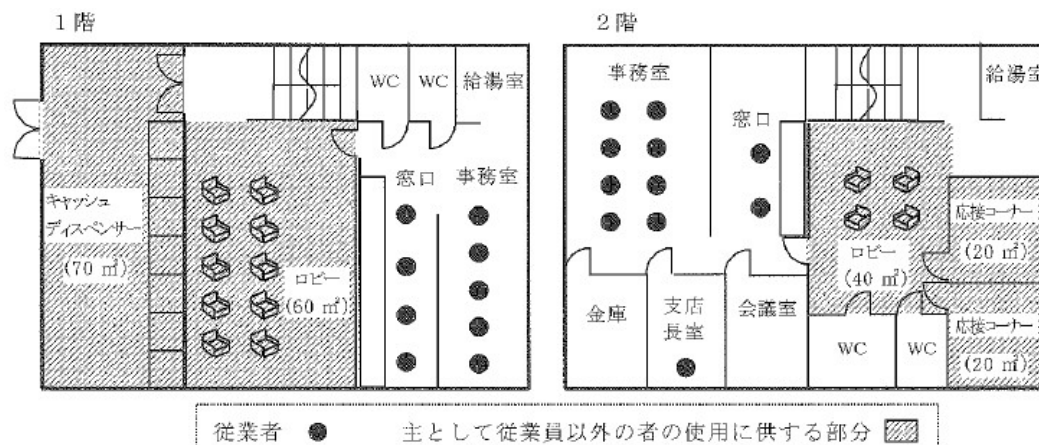 1階
WC
WC
給湯室
キャッシュ
ディスペンサー
(70 ㎡)
ロビー
(60 ㎡)
窓口
事務室
2階
事務室
窓口
給湯室
応接コーナー
(20 ㎡)
ロビー
(40 ㎡)
金庫
支店
長室
会議室
WC
WC
応接コーナー
(20 ㎡)
従業者 ● 主として従業員以外の者の使用に供する部分